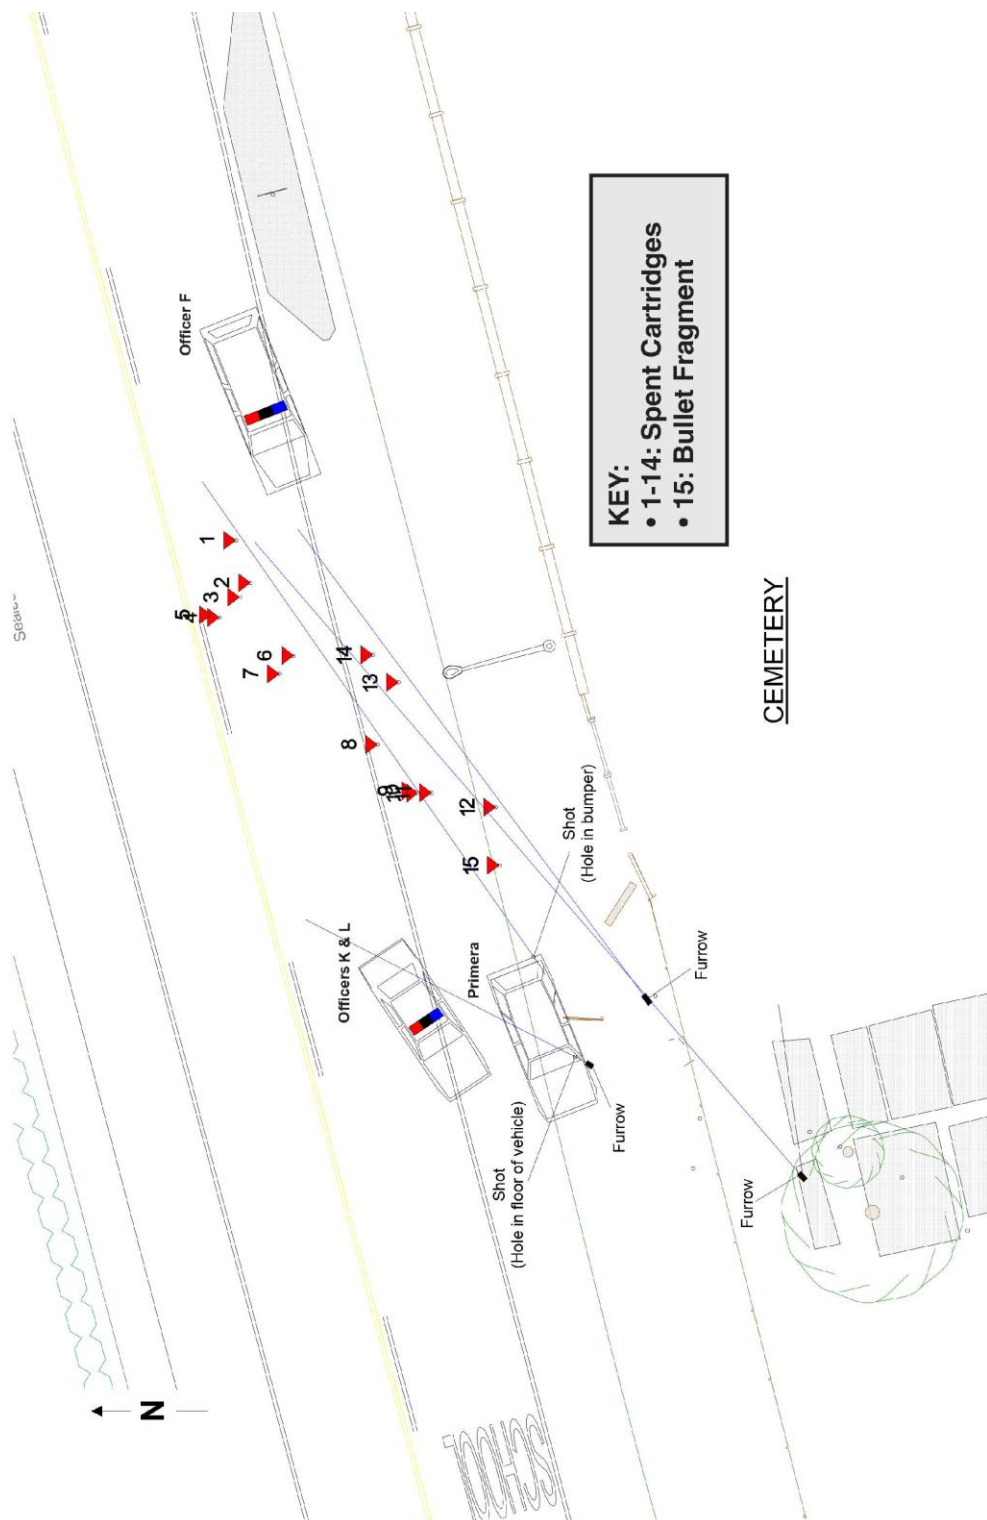 Officer F
1
2
3
4
5
6
7
14
13
8
9
10
11
12
15
KEY:
• 1-14: Spent Cartridges
• 15: Bullet Fragment
CEMETERY
Shot
(Hole in bumper)
Officers K & L
Primera
Furrow
Furrow
Shot
(Hole in floor of vehicle)
Furrow
N
SCHOOL